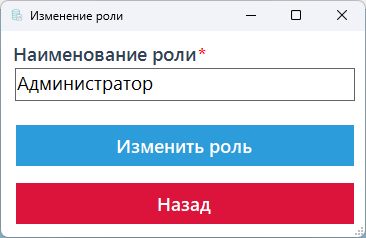 Изменение роли
Наименование роли*
Администратор
Изменить роль
Назад